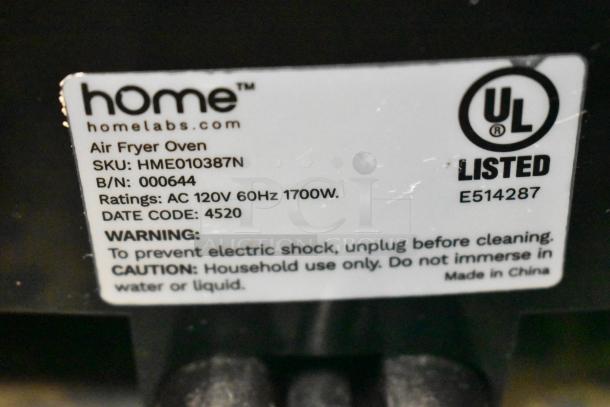 hOme™
homelabs.com
Air Fryer Oven
SKU: HME010387N
B/N: 000644
Ratings: AC 120V 60Hz 1700W.
DATE CODE: 4520
WARNING:
To prevent electric shock, unplug before cleaning.
CAUTION: Household use only. Do not immerse in
water or liquid.
Made in China
UL
®
LISTED
E514287
PCI
AUCTION